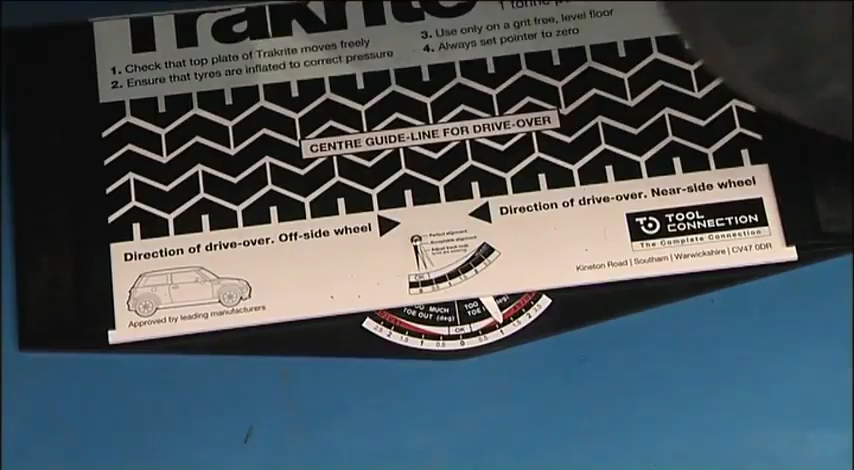 Trakrite
1. Check that top plate of Trakrite moves freely
2. Ensure that tyres are inflated to correct pressure
3. Use only on a grit free, level floor
4. Always set pointer to zero
CENTRE GUIDE-LINE FOR DRIVE-OVER
Direction of drive-over. Off-side wheel
Direction of drive-over. Near-side wheel
TOOL
CONNECTION
The Complete Connection
Kineton Road | Southam | Warwickshire | CV47 0DR
Perfect alignment
Acceptable alignment
OK
Approved by leading manufacturers
MUCH
TOE OUT (deg)
TOO
TOE
OK
2.5 2 1.5 1 0.5 0 0.5 1 1.5 2 2.5